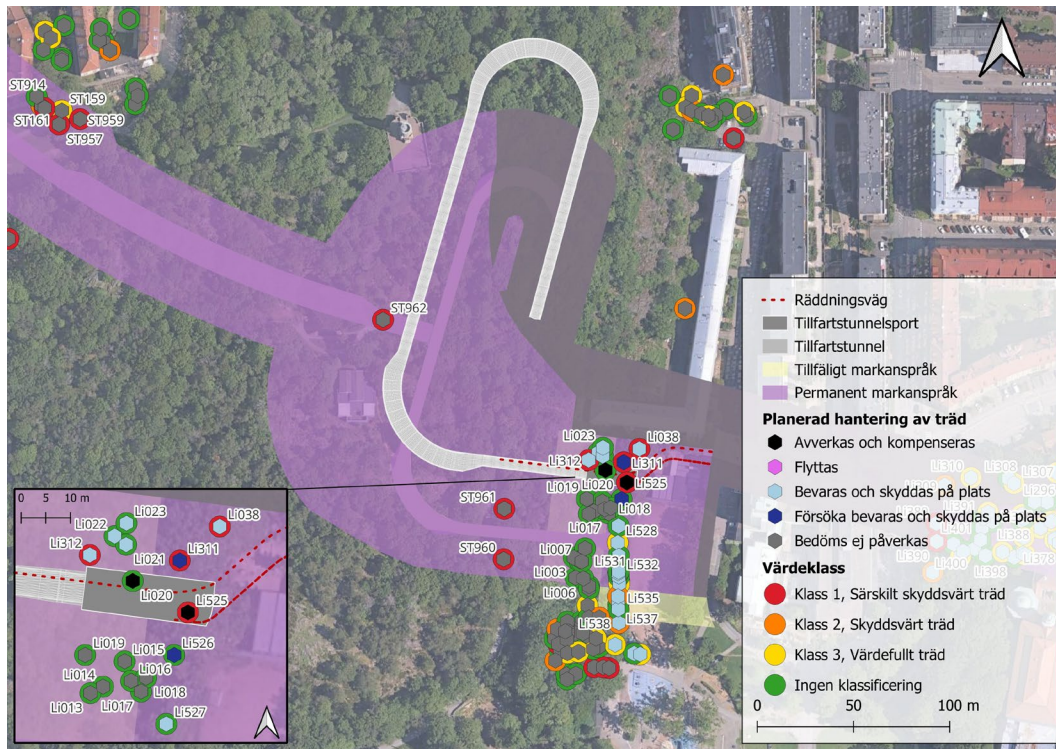 ST914
ST159
ST161
ST959
ST957
ST962
Li023
Li038
Li312
Li311
Li020
Li525
Li019
Li018
ST961
Li017
Li528
Li007
Li531
ST960
Li003
Li532
Li006
Li535
Li537
Li538
Räddningsväg
Tillfartstunnelsport
Tillfartstunnel
Tillfälligt markanspråk
Permanent markanspråk
Planerad hantering av träd
Avverkas och kompenseras
Flyttas
Bevaras och skyddas på plats
Försöka bevaras och skyddas på plats
Bedöms ej påverkas
Värdeklass
Klass 1, Särskilt skyddsvärt träd
Klass 2, Skyddsvärt träd
Klass 3, Värdefullt träd
Ingen klassificering
0 50 100 m
Li310
Li308
Li307
Li296
Li388
Li390
Li400
Li398
Li378
0 5 10 m
Li023
Li022
Li038
Li312
Li021
Li311
Li020
Li525
Li019
Li015
Li526
Li014
Li016
Li013
Li017
Li018
Li527